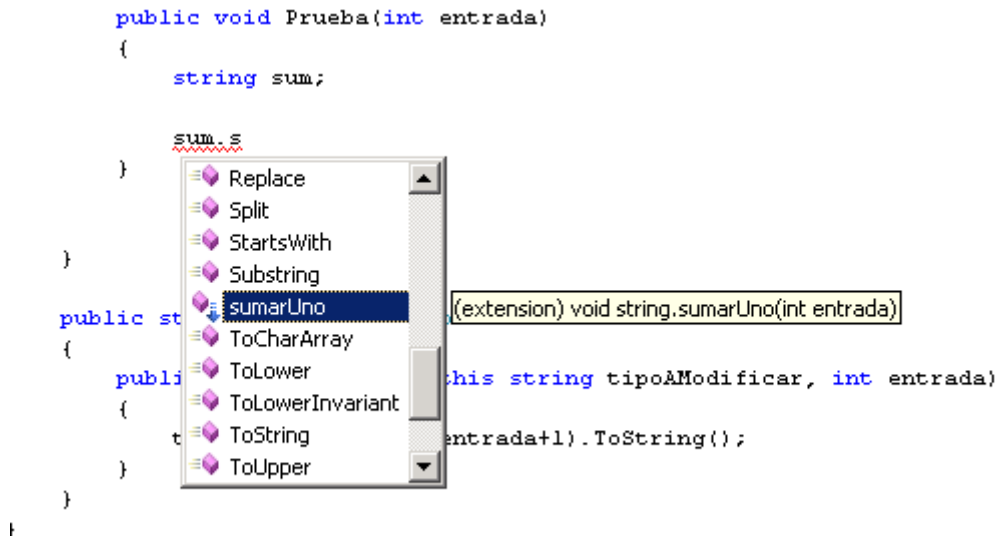 public void Prueba(int entrada)
{
string sum;
sum.s
}
Replace
Split
StartsWith
Substring
sumarUno
(extension) void string.sumarUno(int entrada)
ToCharArray
ToLower
ToLowerInvariant
ToString
ToUpper
}
public st
{
publi this string tipoAModificar, int entrada)
{
t entrada+1).ToString();
}
}
}